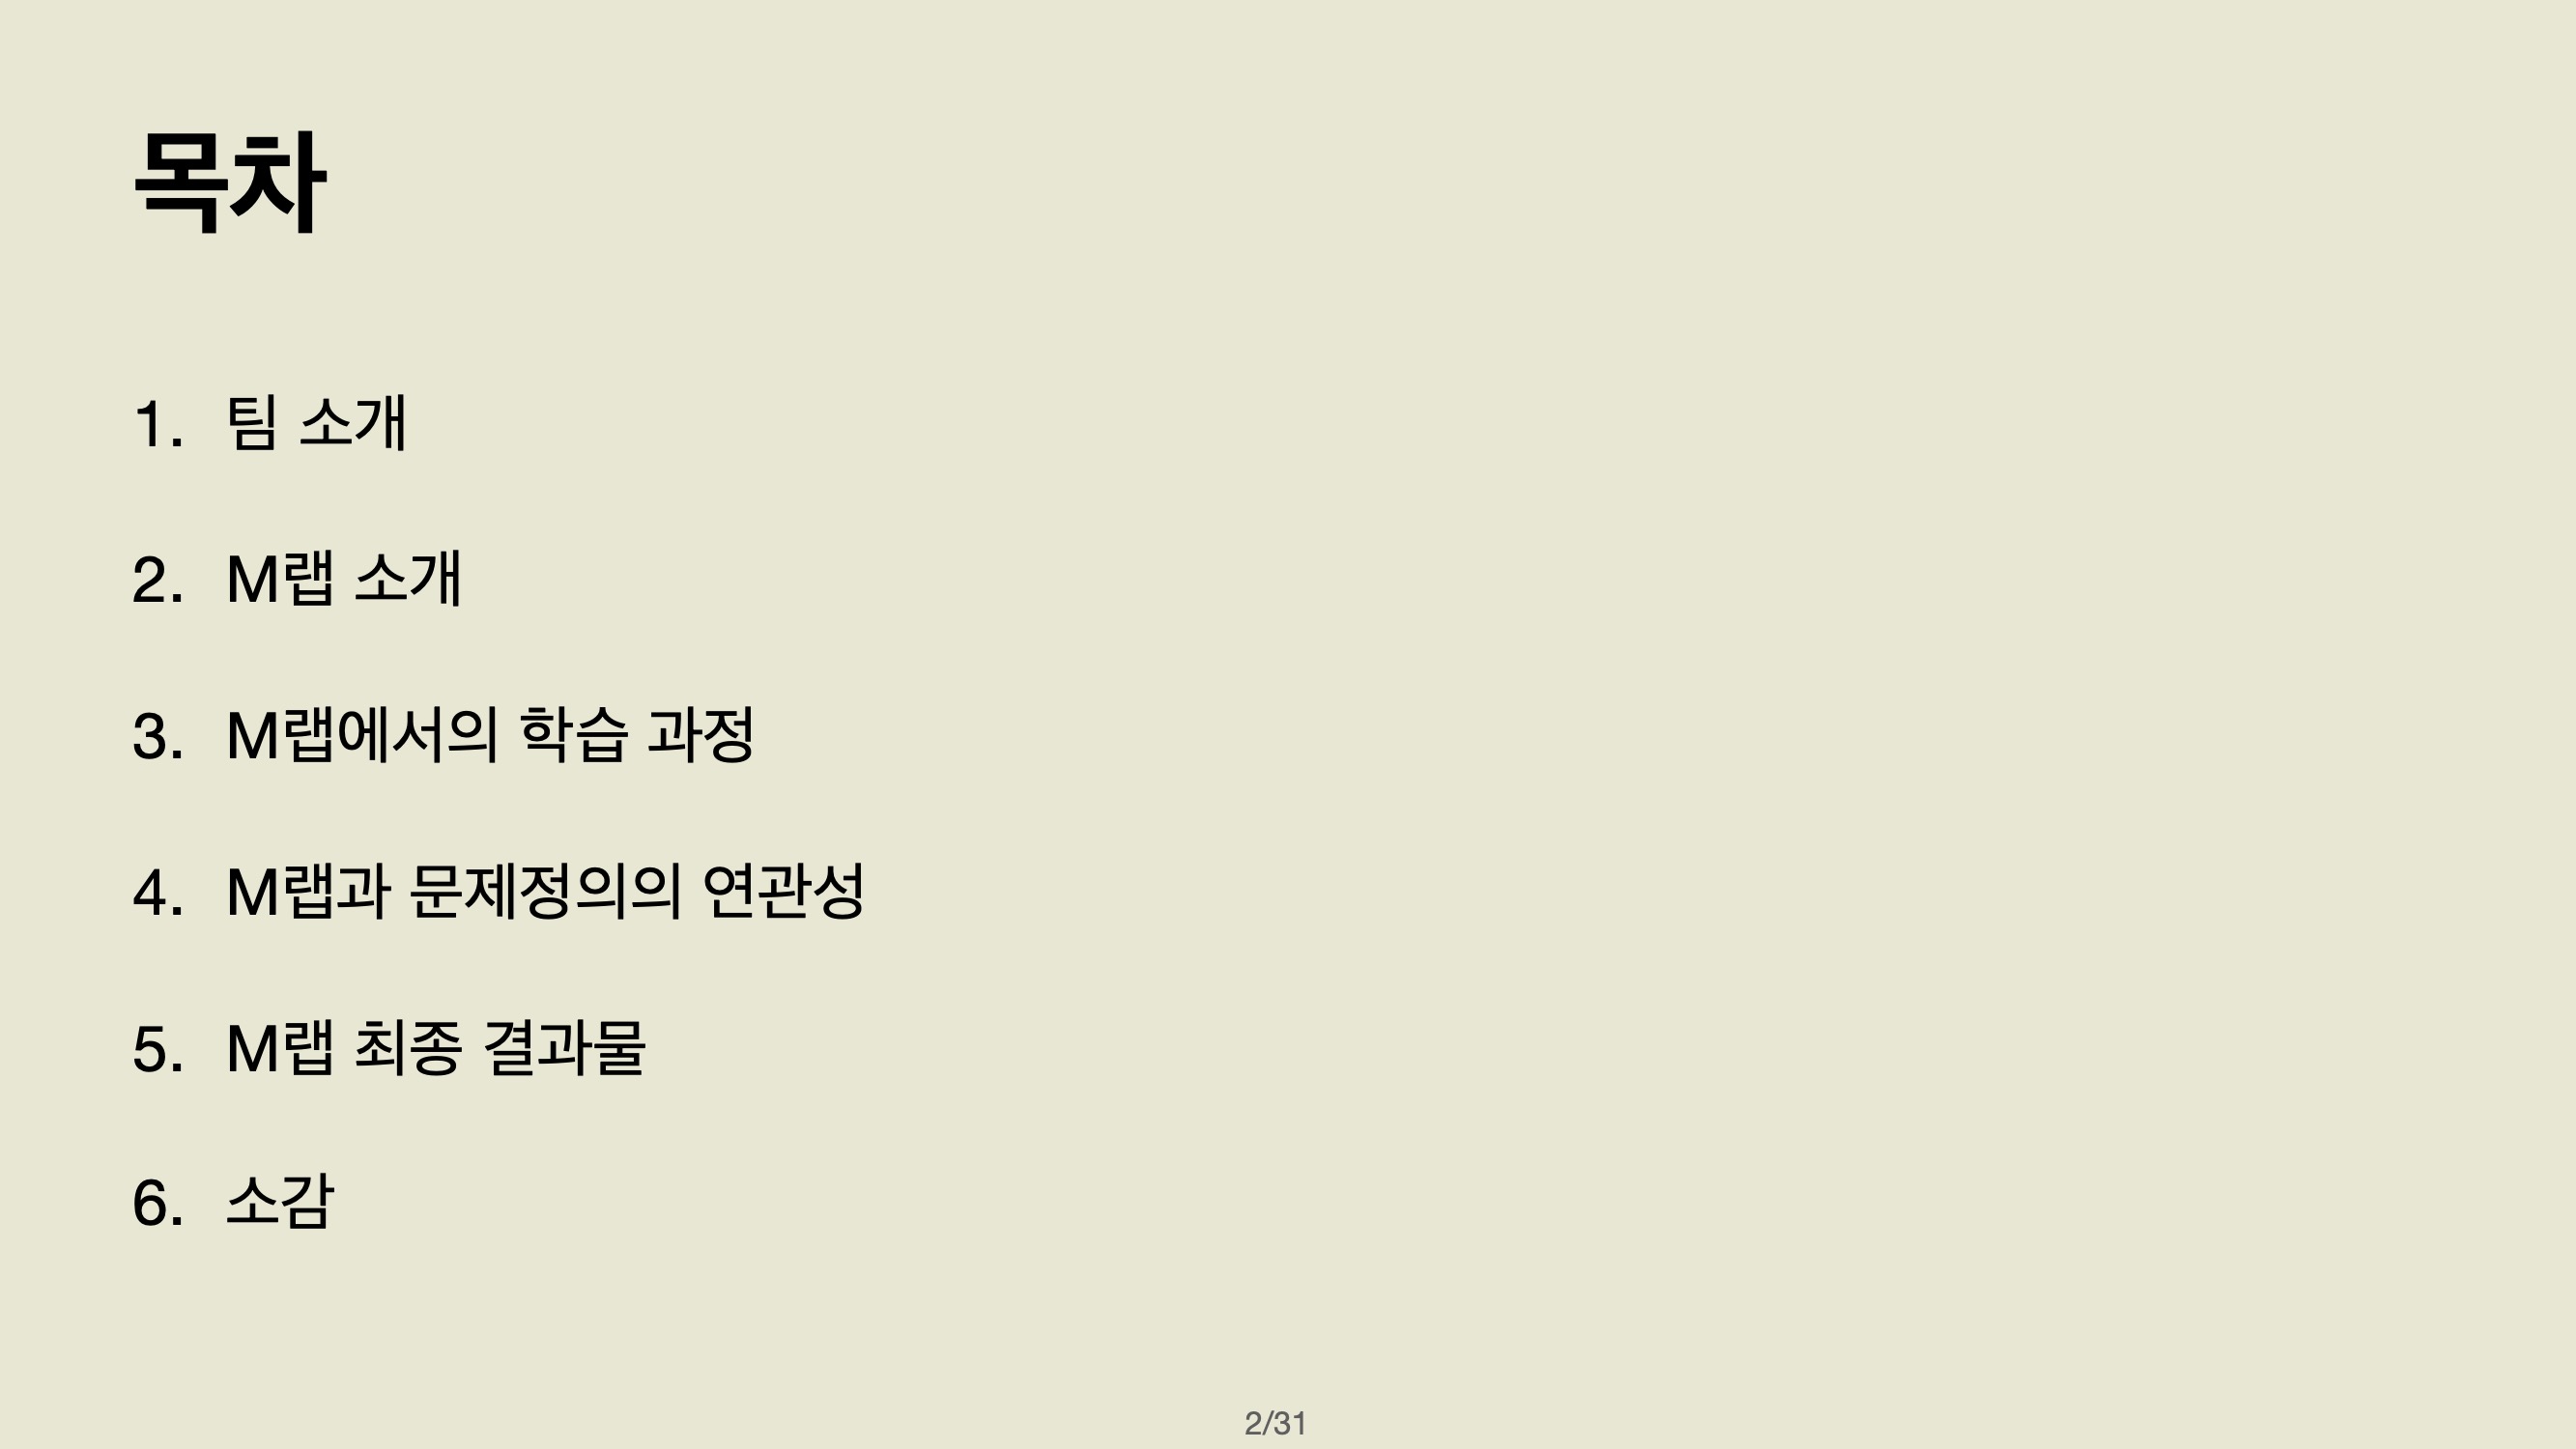 목차
1. 팀 소개
2. M랩 소개
3. M랩에서의 학습 과정
4. M랩과 문제정의의 연관성
5. M랩 최종 결과물
6. 소감
2/31